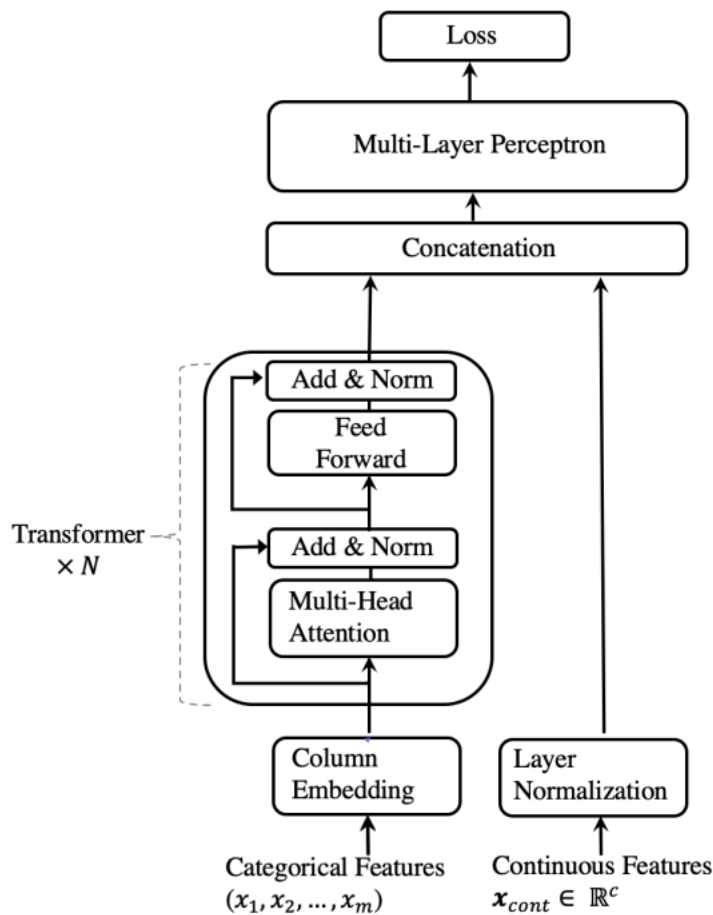 Loss
Multi-Layer Perceptron
Concatenation
Add & Norm
Feed
Forward
Transformer
× N
Add & Norm
Multi-Head
Attention
Column
Embedding
Layer
Normalization
Categorical Features
(x₁, x₂, ..., xₘ)
Continuous Features
𝒙cont ∈ ℝᶜ